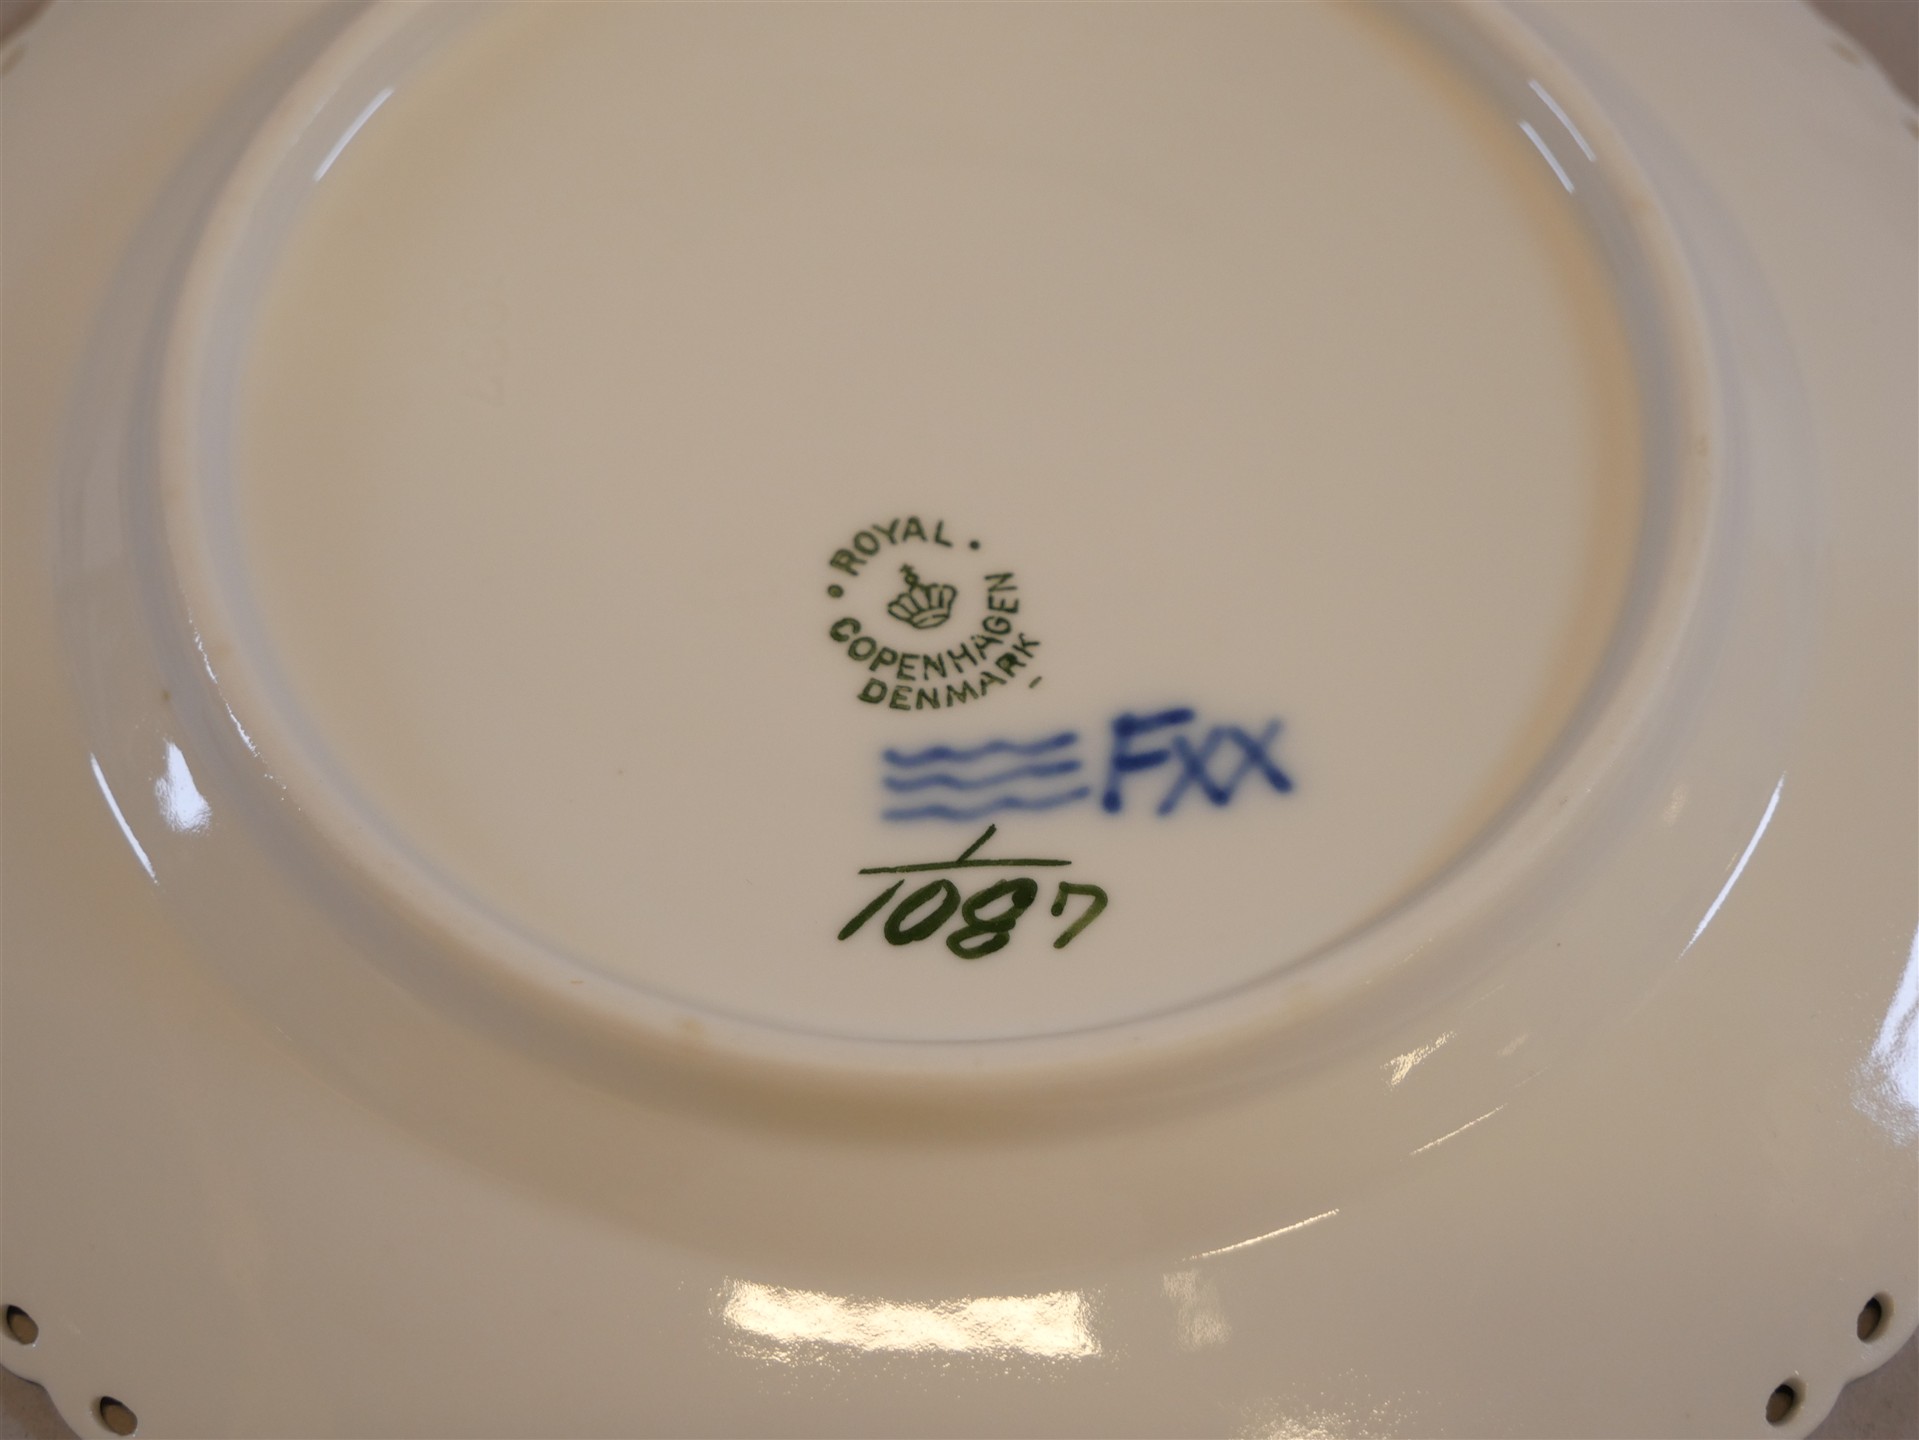 ROYAL
COPENHAGEN
DENMARK
FXX
1
1087